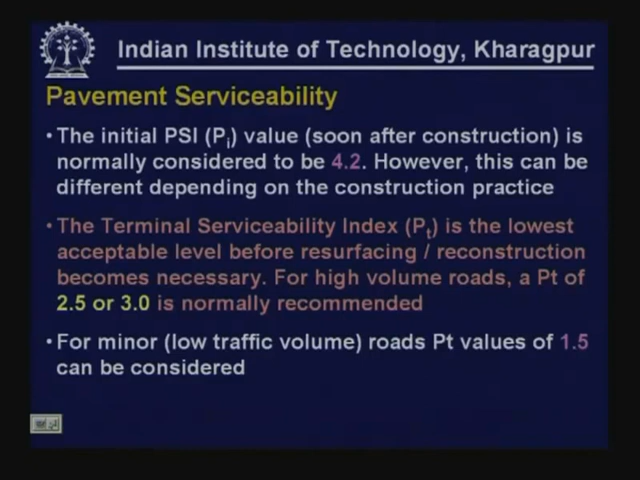 Indian Institute of Technology, Kharagpur
Pavement Serviceability
• The initial PSI (Pi) value (soon after construction) is
normally considered to be 4.2. However, this can be
different depending on the construction practice
• The Terminal Serviceability Index (Pt) is the lowest
acceptable level before resurfacing / reconstruction
becomes necessary. For high volume roads, a Pt of
2.5 or 3.0 is normally recommended
• For minor (low traffic volume) roads Pt values of 1.5
can be considered